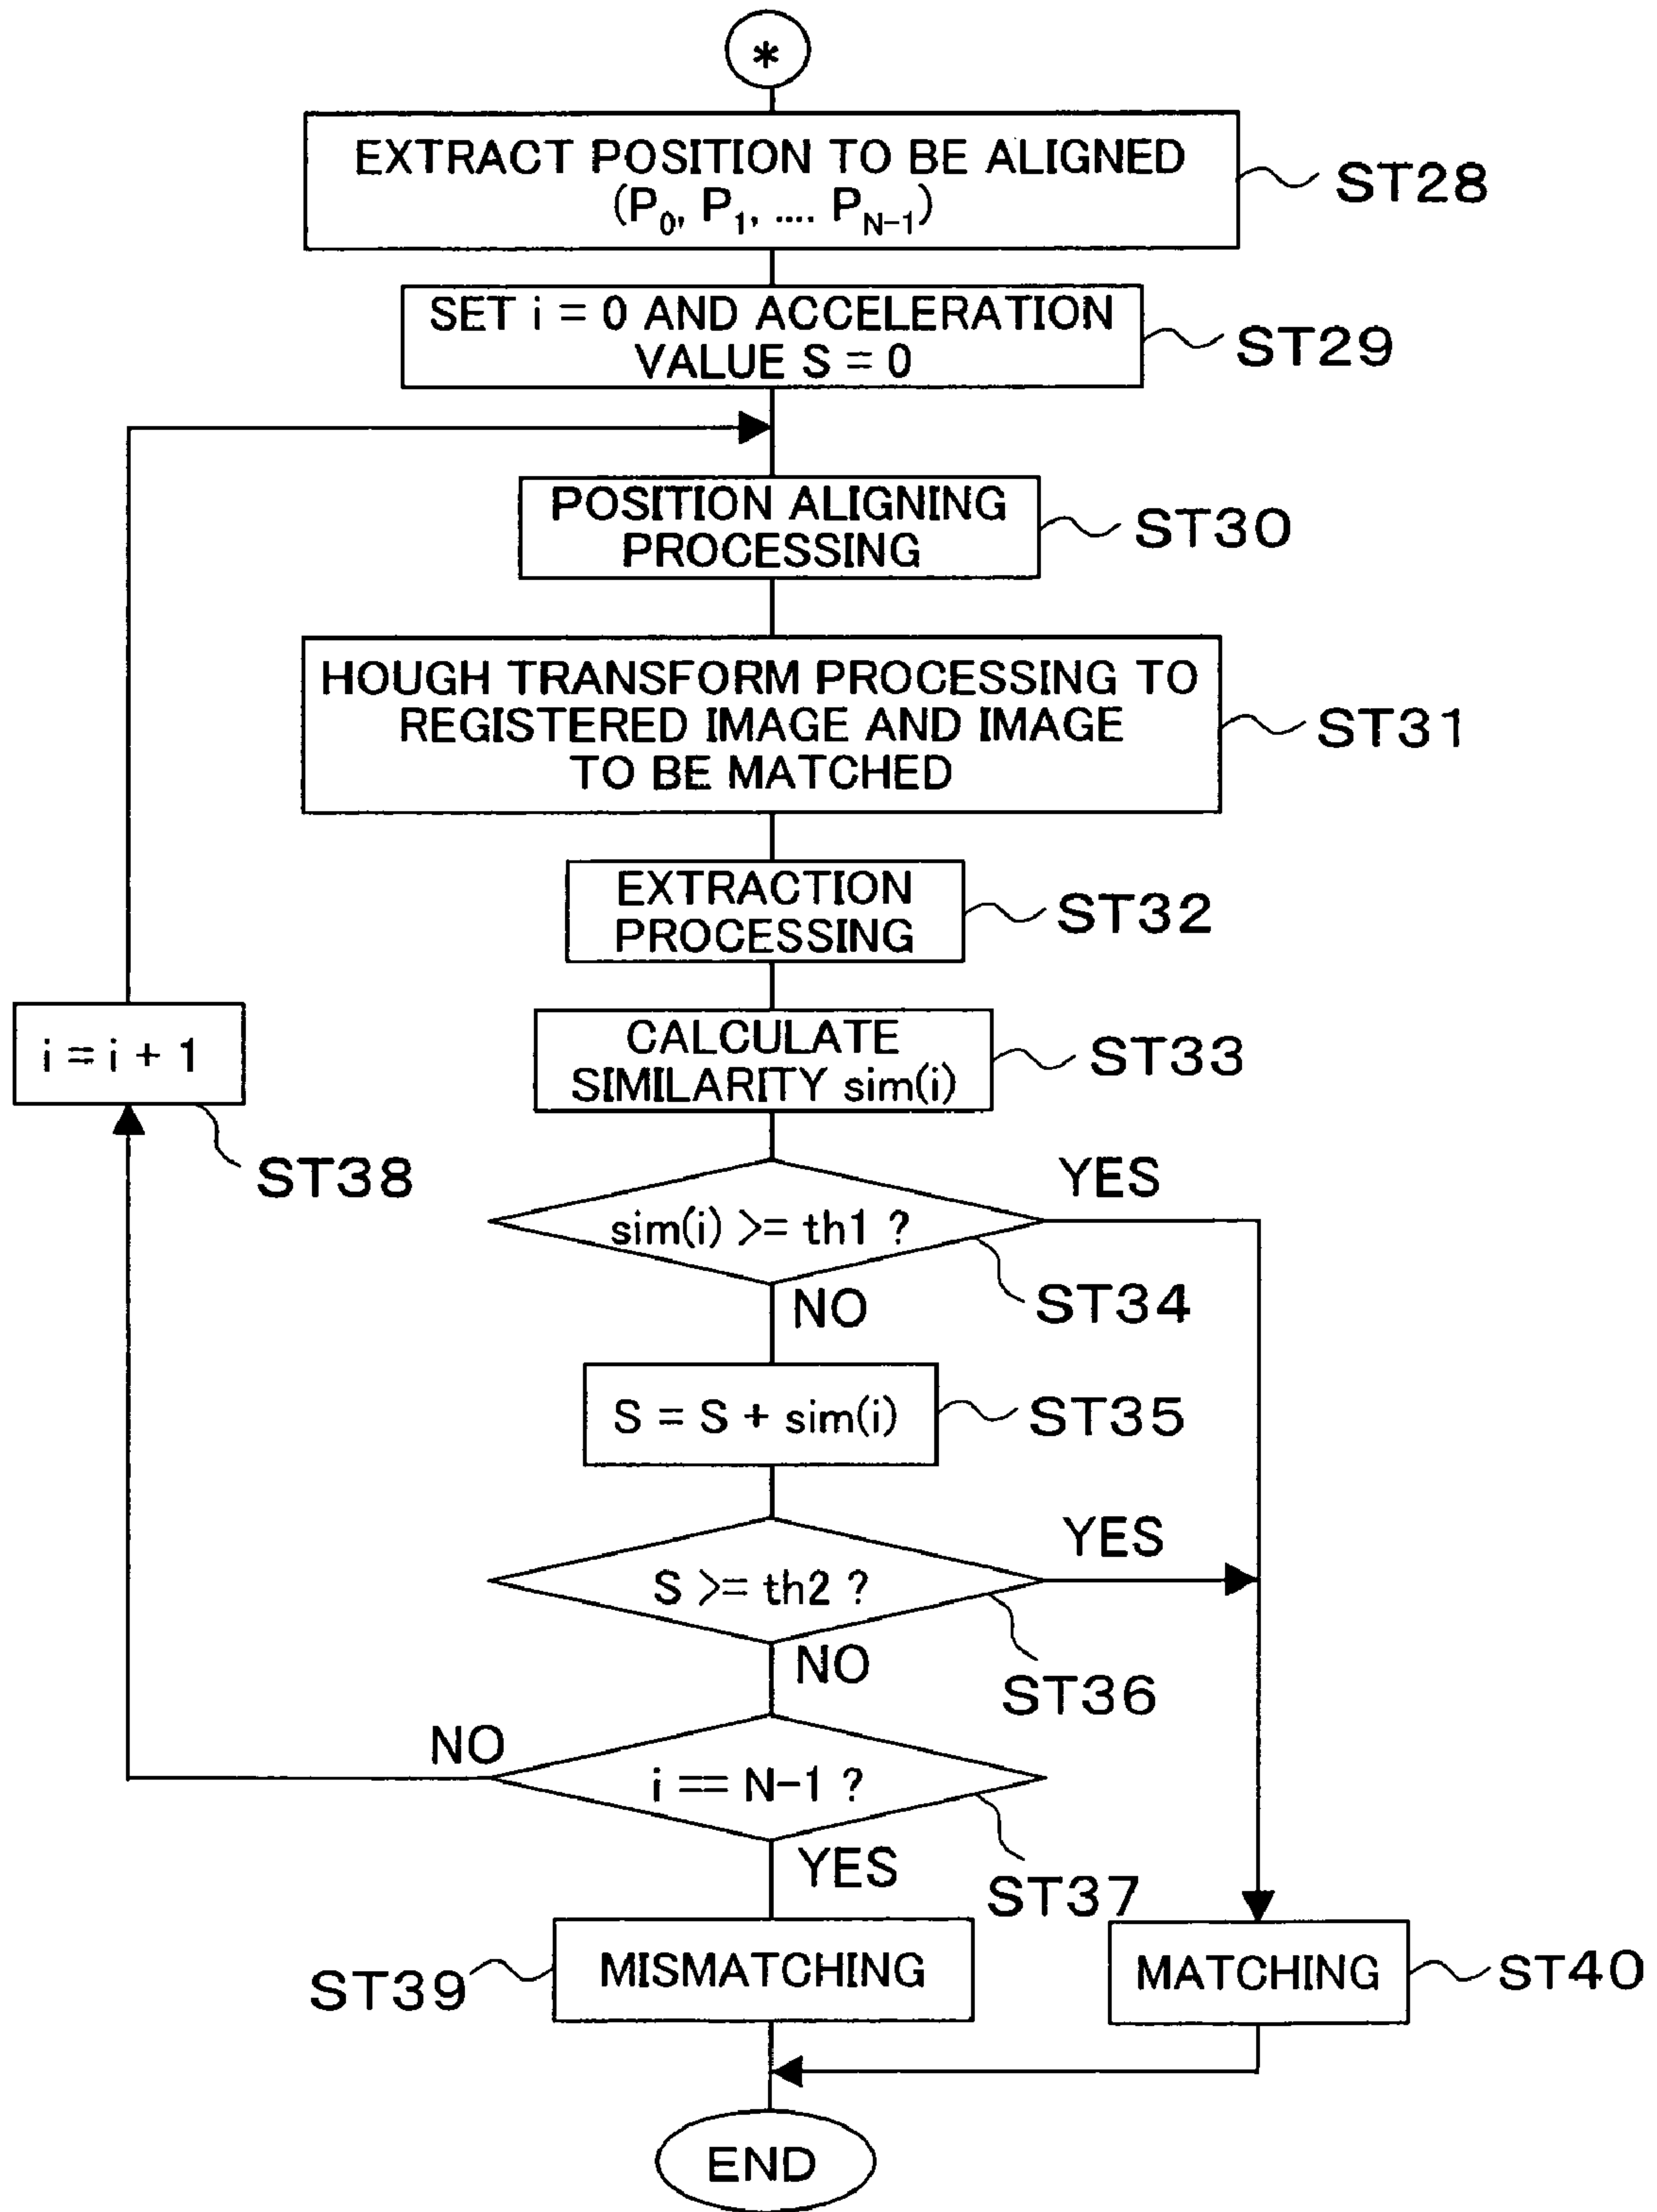 *
EXTRACT POSITION TO BE ALIGNED
(P0, P1, .... PN-1)
ST28
SET i = 0 AND ACCELERATION
VALUE S = 0
ST29
POSITION ALIGNING
PROCESSING
ST30
HOUGH TRANSFORM PROCESSING TO
REGISTERED IMAGE AND IMAGE
TO BE MATCHED
ST31
EXTRACTION
PROCESSING
ST32
CALCULATE
SIMILARITY sim(i)
ST33
i = i + 1
ST38
sim(i) >= th1 ?
YES
ST34
NO
S = S + sim(i)
ST35
S >= th2 ?
YES
ST36
NO
i == N-1 ?
NO
ST37
YES
MISMATCHING
ST39
MATCHING
ST40
END